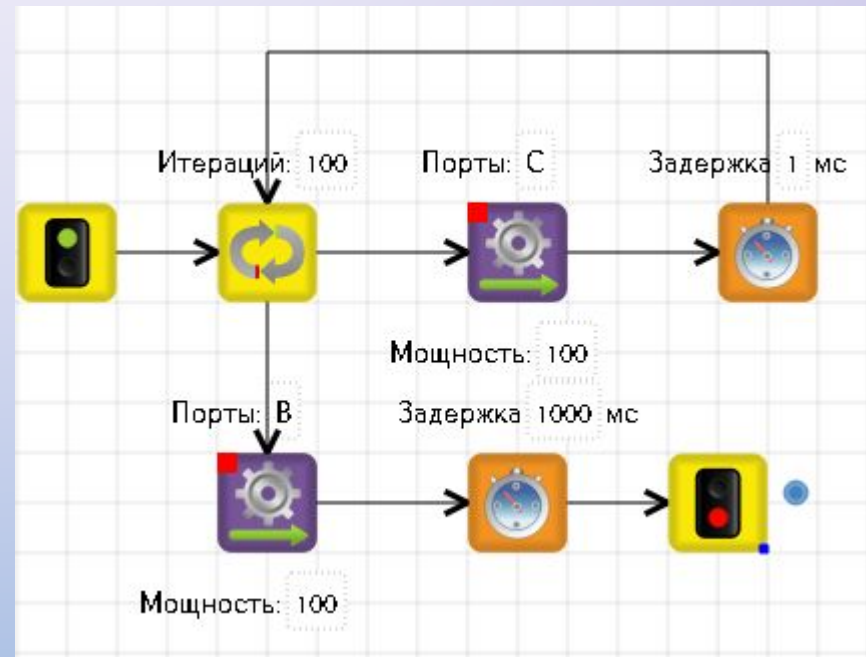 Итераций: 100
Порты: C
Задержка 1 мс
Мощность: 100
Порты: B
Задержка 1000 мс
Мощность: 100